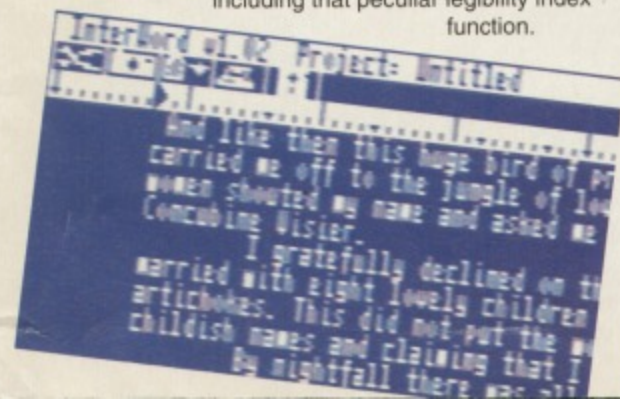 including that peculiar legibility index
function.
InterWord v1.02 Project: Untitled
And like then this huge bird of
carried me off to the jungle of
women shouted my name and asked me
Concubine Visier.
I gratefully declined on
married with eight lovely children
artichokes. This did not put the
childish names and claiming that I
By nightfall there was